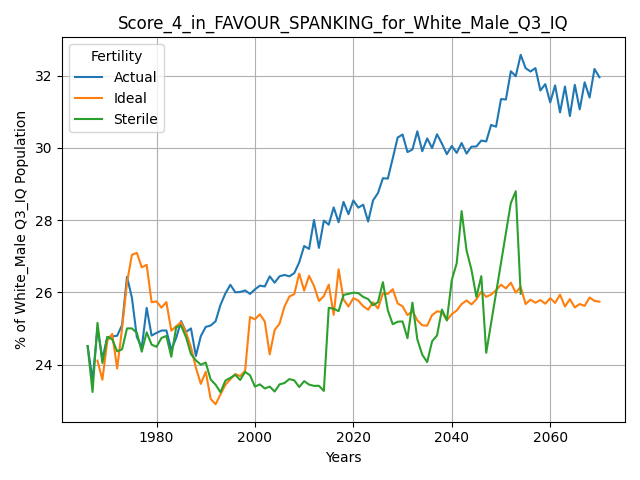 Score_4_in_FAVOUR_SPANKING_for_White_Male_Q3_IQ
% of White_Male Q3_IQ Population
Fertility
Actual
Ideal
Sterile
32
30
28
26
24
1980
2000
2020
2040
2060
Years